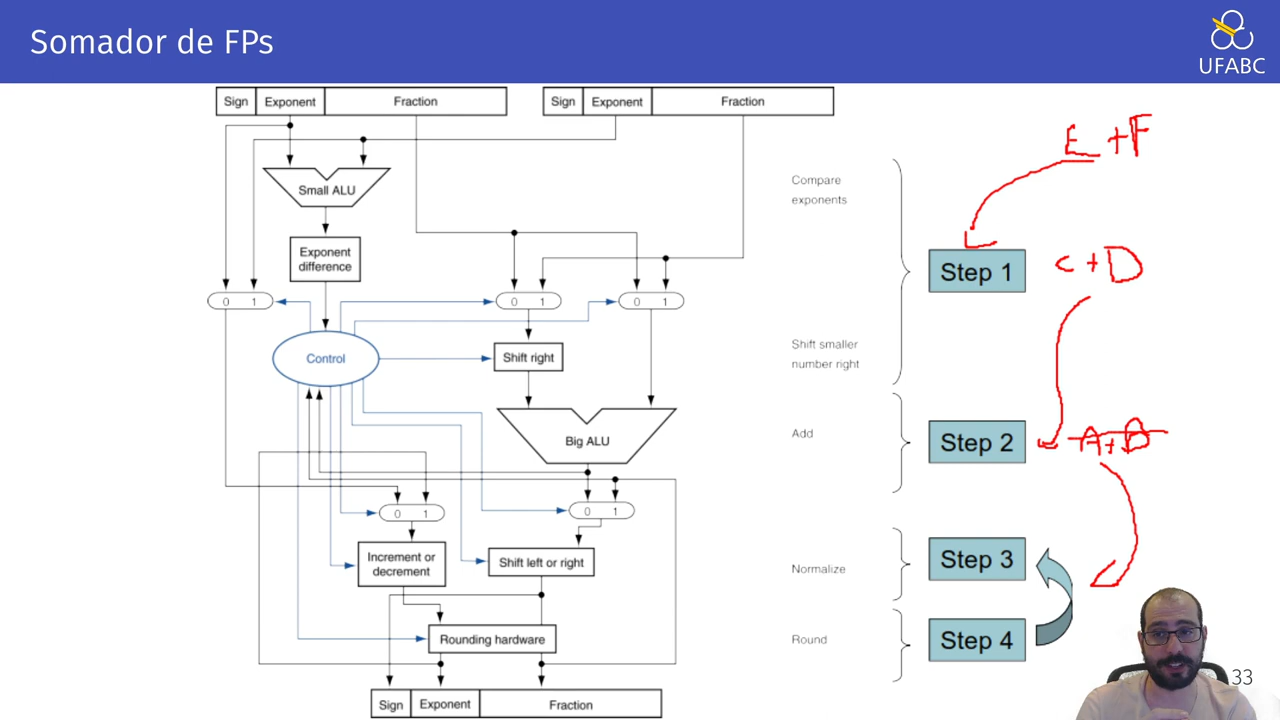 Somador de FPs
UFABC
Sign Exponent Fraction
Sign Exponent Fraction
E + F
Compare
exponents
Small ALU
Exponent
difference
Step 1
C + D
0 1
0 1
0 1
Control
Shift right
Shift smaller
number right
Big ALU
Add
Step 2
A + B
0 1
0 1
Increment or
decrement
Shift left or right
Normalize
Step 3
Rounding hardware
Round
Step 4
33
Sign Exponent Fraction